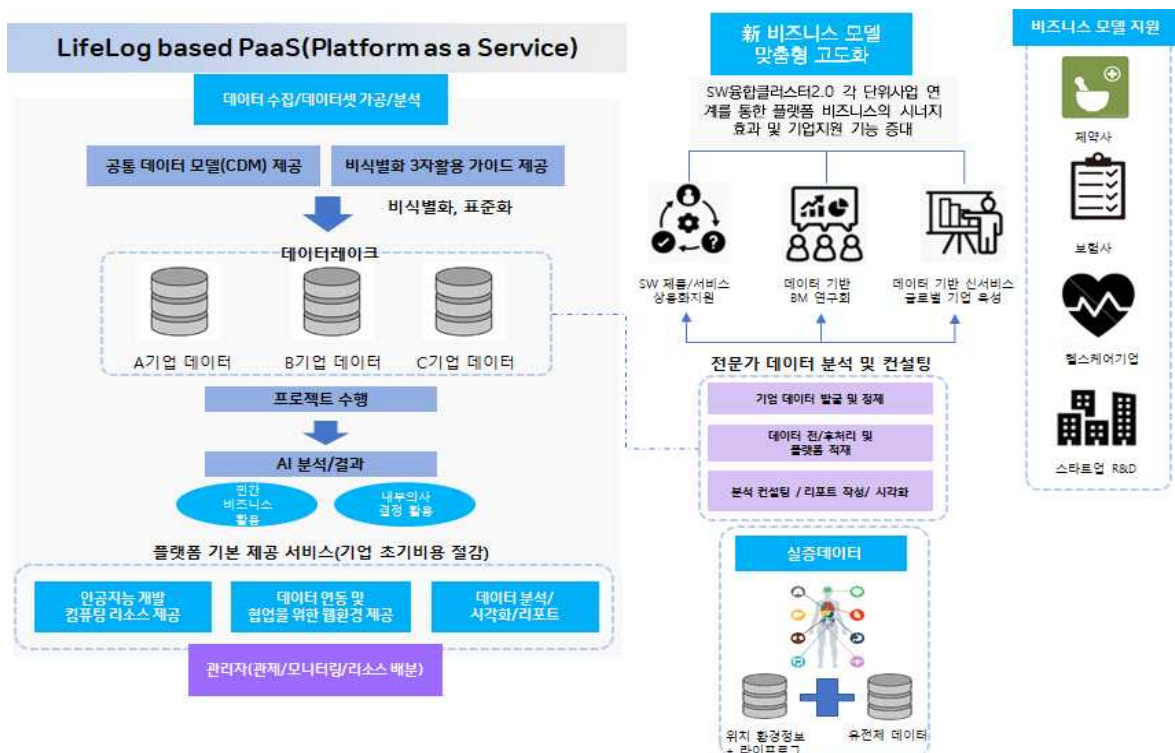 LifeLog based PaaS(Platform as a Service)
데이터 수집/데이터셋 가공/분석
공통 데이터 모델(CDM) 제공
비식별화 3자활용 가이드 제공
비식별화, 표준화
데이터레이크
A기업 데이터
B기업 데이터
C기업 데이터
프로젝트 수행
AI 분석/결과
민간
비즈니스
활용
내부의사
결정 활용
플랫폼 기본 제공 서비스(기업 초기비용 절감)
인공지능 개발
컴퓨팅 리소스 제공
데이터 연동 및
협업을 위한 웹환경 제공
데이터 분석/
시각화/리포트
관리자(관제/모니터링/리소스 배분)
新 비즈니스 모델
맞춤형 고도화
SW융합클러스터2.0 각 단위사업 연
계를 통한 플랫폼 비즈니스의 시너지
효과 및 기업지원 기능 증대
SW 제품/서비스
상용화지원
데이터 기반
BM 연구회
데이터 기반 신서비스
글로벌 기업 육성
전문가 데이터 분석 및 컨설팅
기업 데이터 발굴 및 정제
데이터 전/후처리 및
플랫폼 적재
분석 컨설팅 / 리포트 작성/ 시각화
실증데이터
위치 환경정보
+ 라이프로그
유전체 데이터
비즈니스 모델 지원
제약사
보험사
헬스케어기업
스타트업 R&D